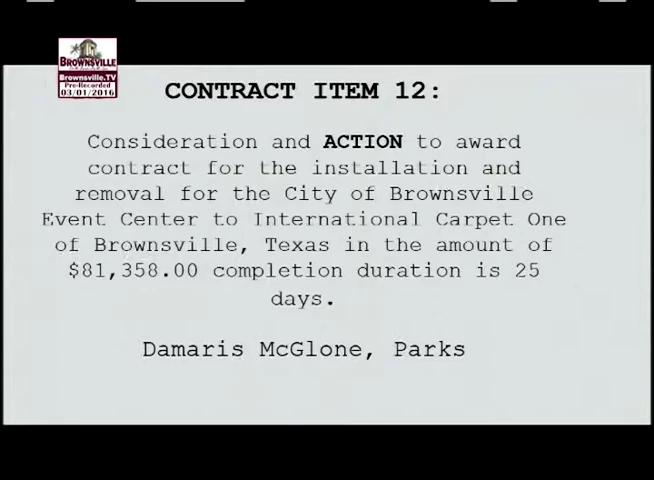 BROWNSVILLE
Brownsville.TV
Pre-Recorded
03/01/2016
CONTRACT ITEM 12:
Consideration and ACTION to award
contract for the installation and
removal for the City of Brownsville
Event Center to International Carpet One
of Brownsville, Texas in the amount of
$81,358.00 completion duration is 25
days.
Damaris McGlone, Parks